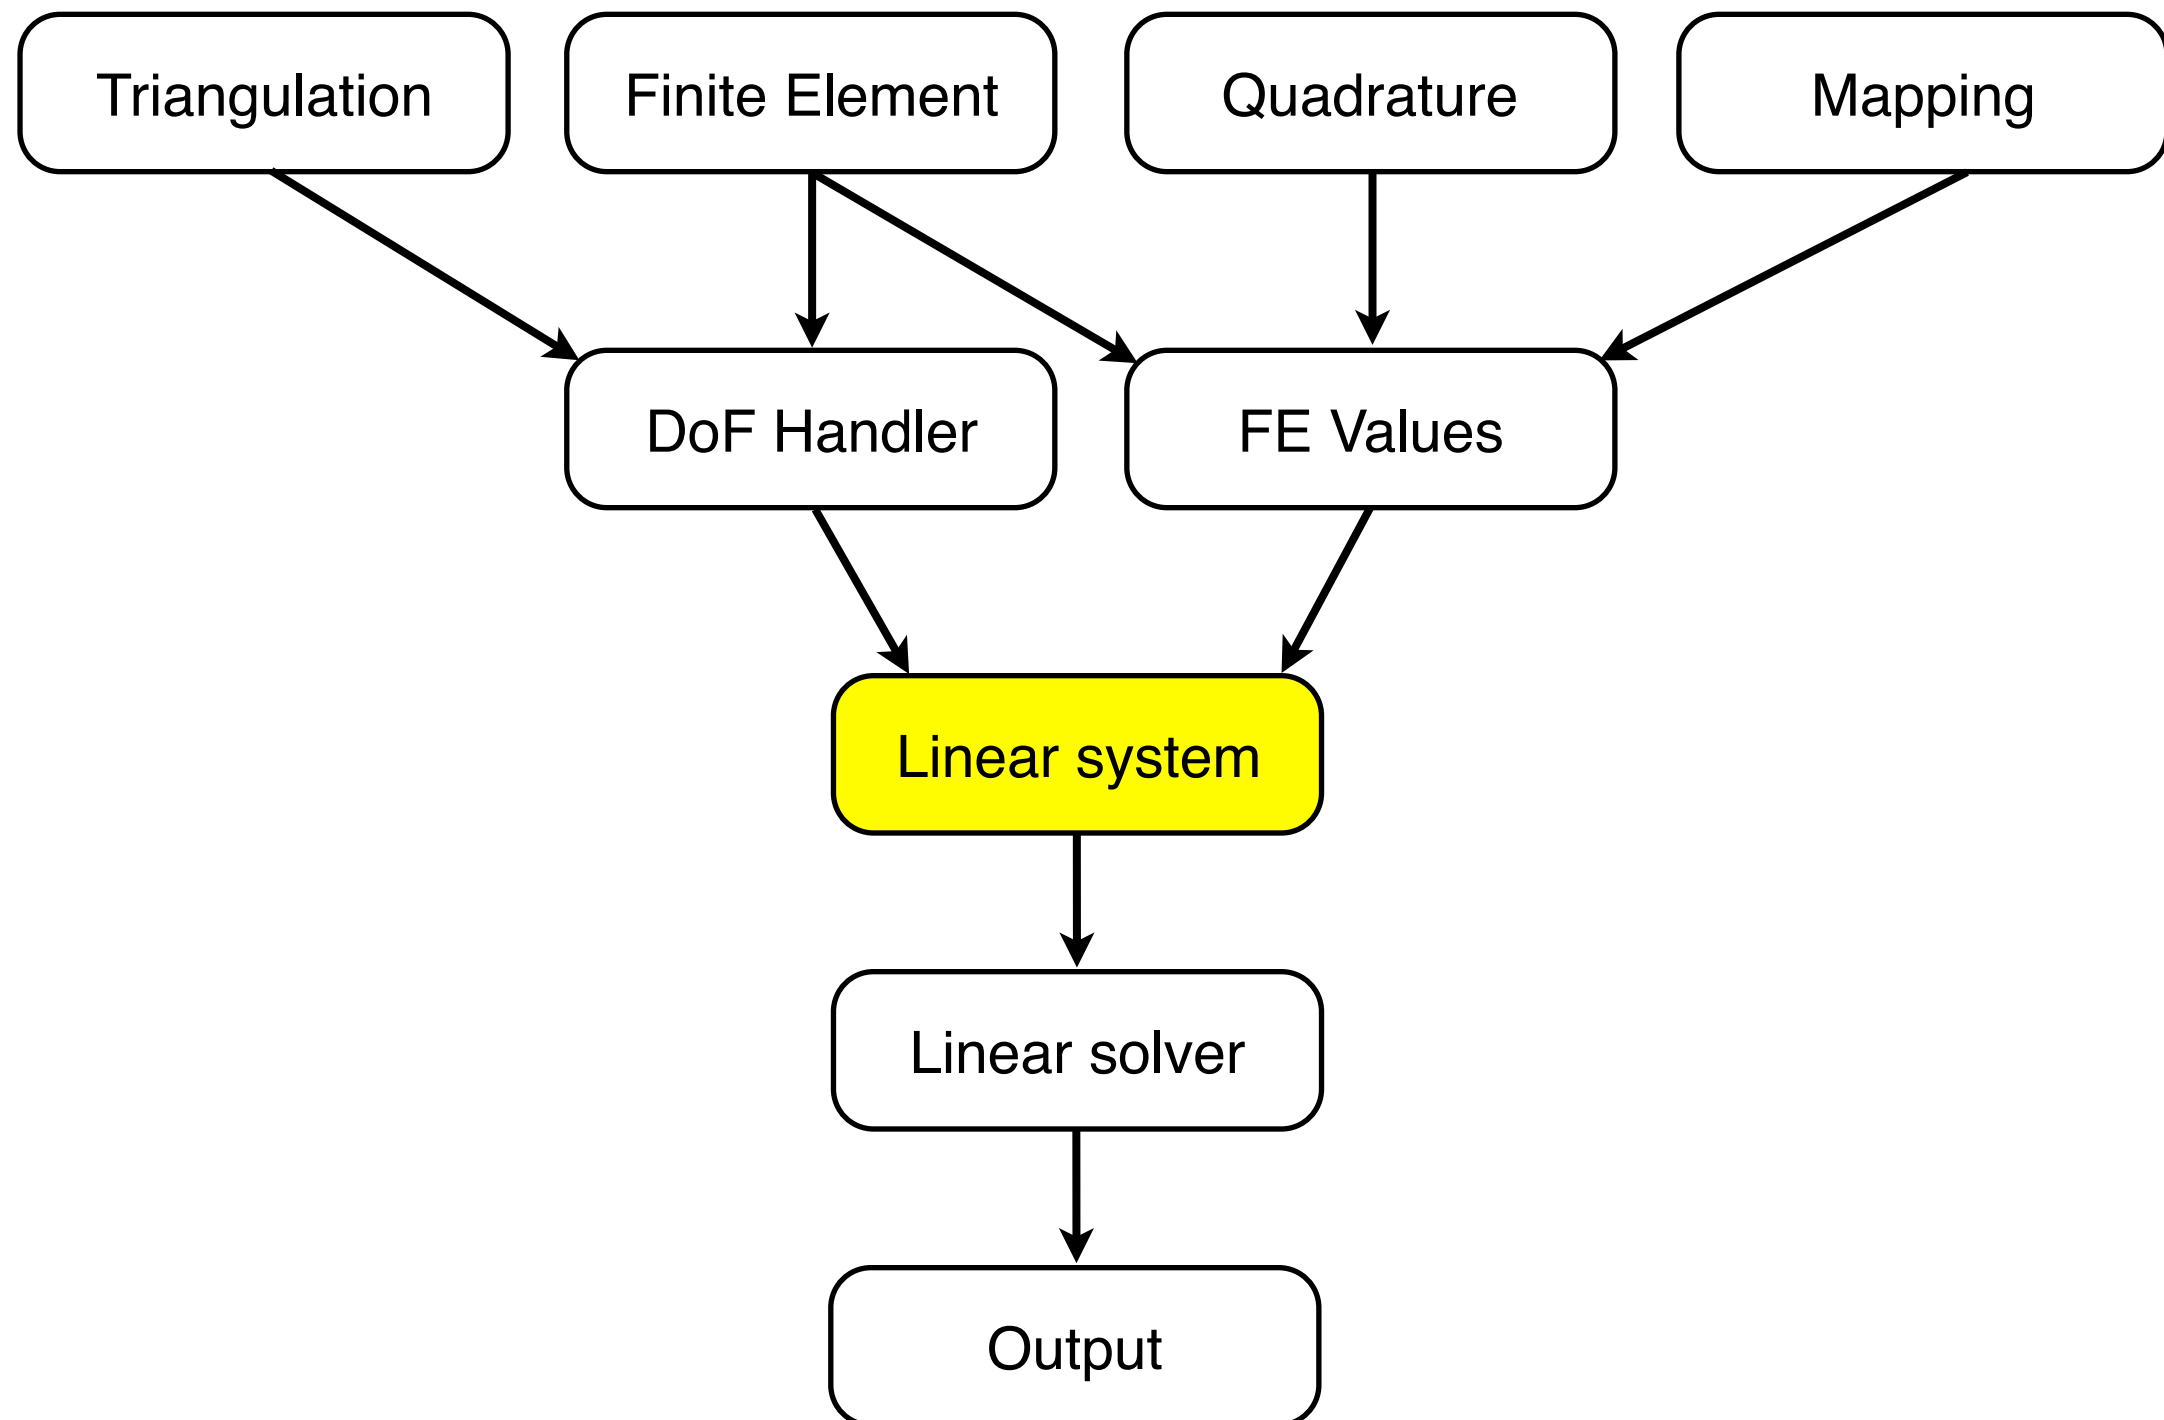 Triangulation
Finite Element
Quadrature
Mapping
DoF Handler
FE Values
Linear system
Linear solver
Output